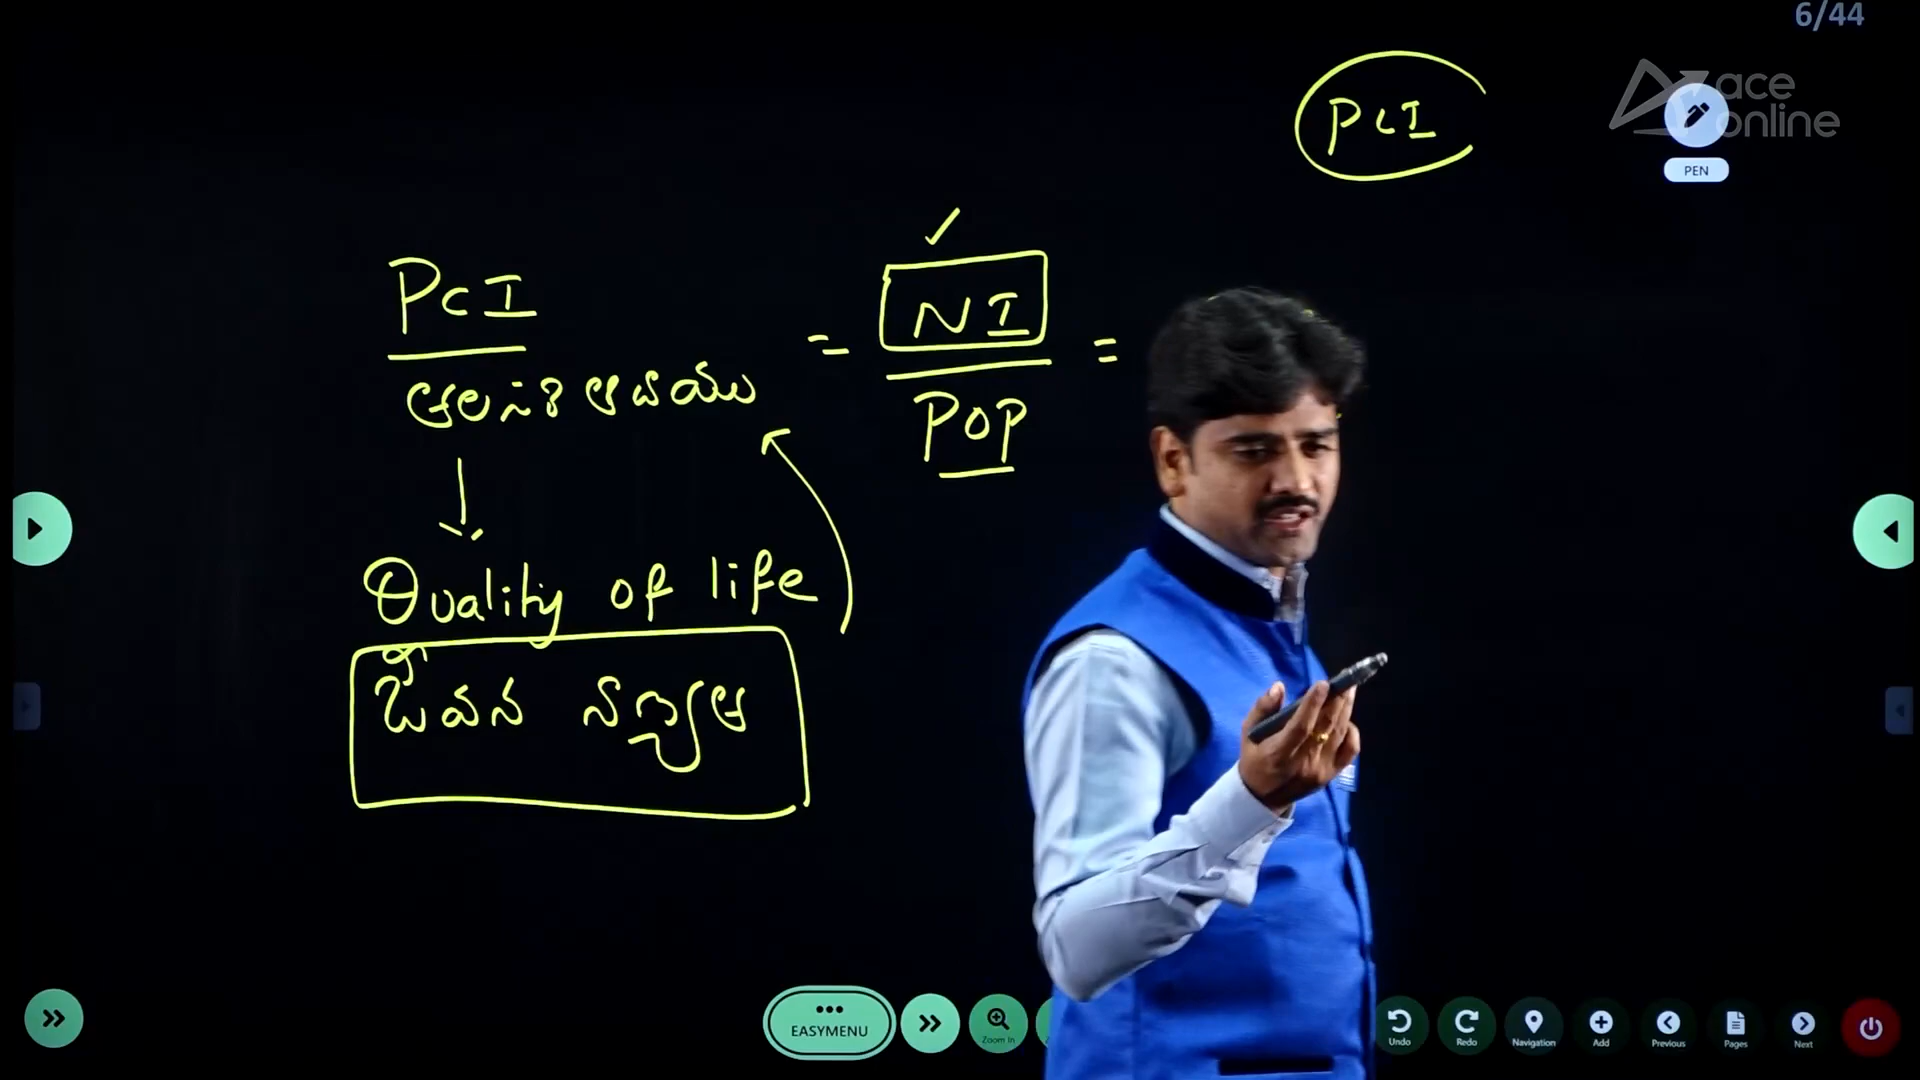 6/44
ace
online
PCI
PEN
PCI = NI / POP =
తలసరి ఆదాయము
Quality of life
జీవన నాణ్యత
EASYMENU
Zoom In
Undo
Redo
Navigation
Add
Previous
Pages
Next